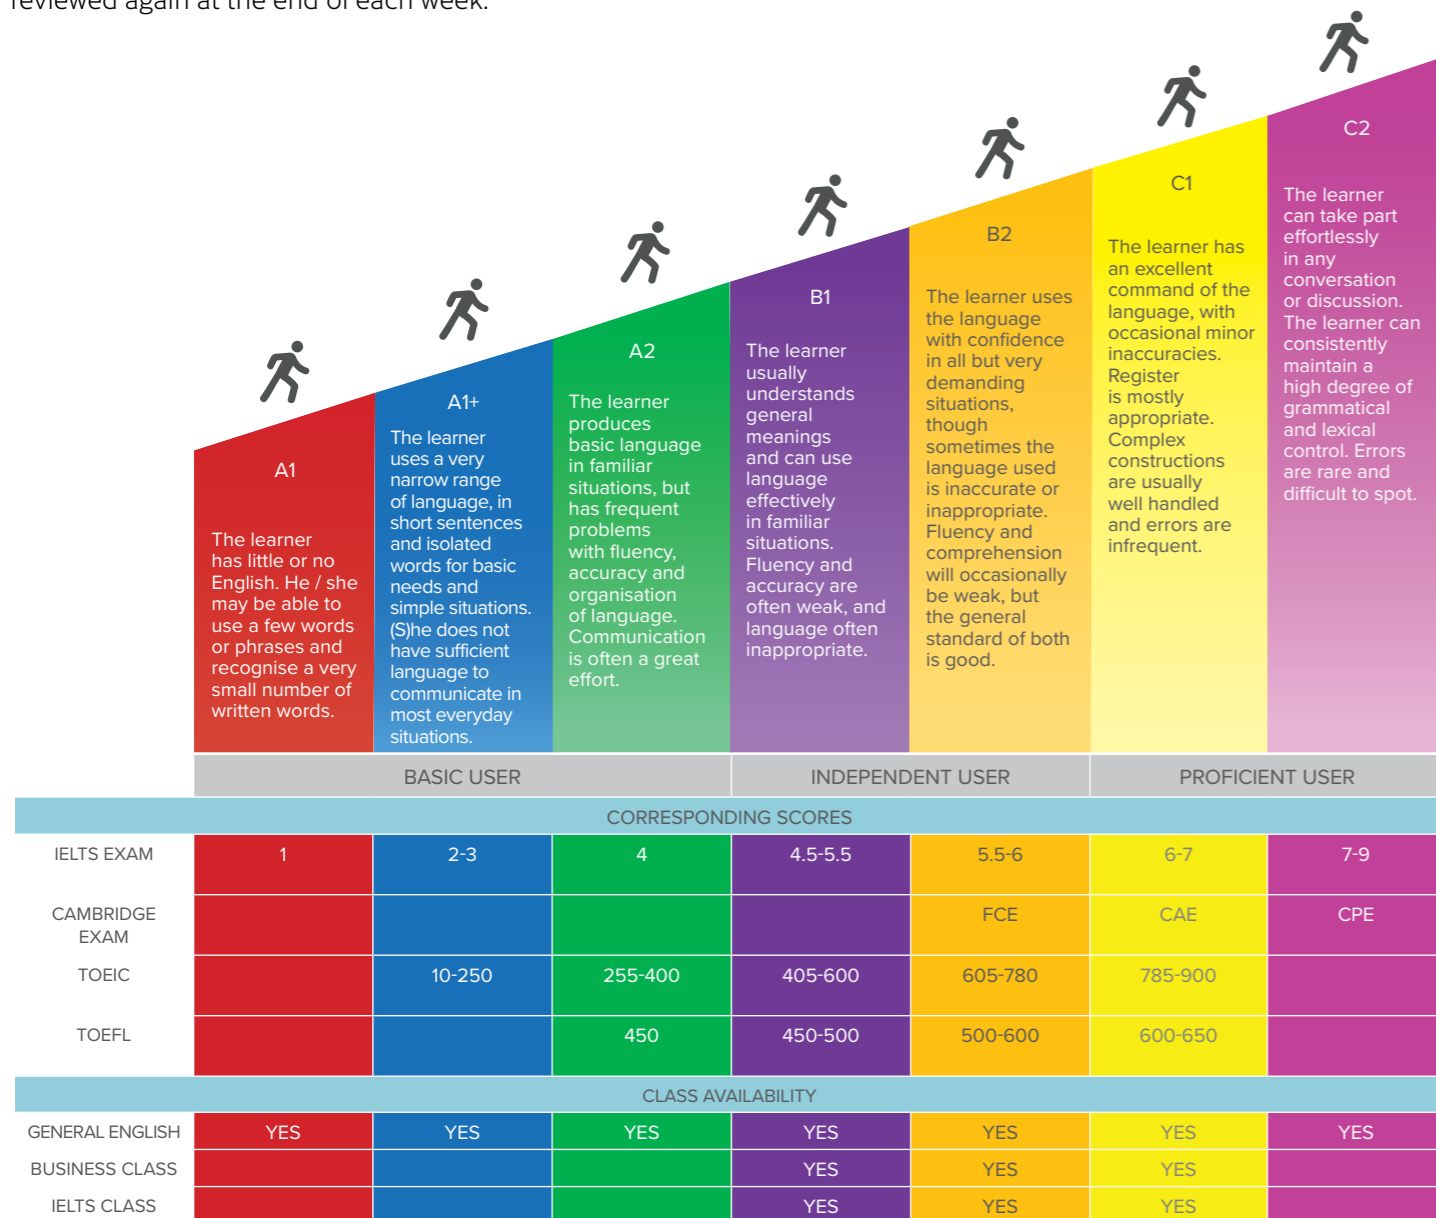 reviewed again at the end of each week.
A1
The learner
has little or no
English. He / she
may be able to
use a few words
or phrases and
recognise a very
small number of
written words.
A1+
The learner
uses a very
narrow range
of language, in
short sentences
and isolated
words for basic
needs and
simple situations.
(S)he does not
have sufficient
language to
communicate in
most everyday
situations.
A2
The learner
produces
basic language
in familiar
situations, but
has frequent
problems
with fluency,
accuracy and
organisation
of language.
Communication
is often a great
effort.
B1
The learner
usually
understands
general
meanings
and can use
language
effectively
in familiar
situations.
Fluency and
accuracy are
often weak, and
language often
inappropriate.
B2
The learner uses
the language
with confidence
in all but very
demanding
situations,
though
sometimes the
language used
is inaccurate or
inappropriate.
Fluency and
comprehension
will occasionally
be weak, but
the general
standard of both
is good.
C1
The learner has
an excellent
command of the
language, with
occasional minor
inaccuracies.
Register
is mostly
appropriate.
Complex
constructions
are usually
well handled
and errors are
infrequent.
C2
The learner
can take part
effortlessly
in any
conversation
or discussion.
The learner can
consistently
maintain a
high degree of
grammatical
and lexical
control. Errors
are rare and
difficult to spot.
BASIC USER INDEPENDENT USER PROFICIENT USER
CORRESPONDING SCORES
IELTS EXAM 1 2-3 4 4.5-5.5 5.5-6 6-7 7-9
CAMBRIDGE
EXAM FCE CAE CPE
TOEIC 10-250 255-400 405-600 605-780 785-900
TOEFL 450 450-500 500-600 600-650
CLASS AVAILABILITY
GENERAL ENGLISH YES YES YES YES YES YES YES
BUSINESS CLASS YES YES YES
IELTS CLASS YES YES YES